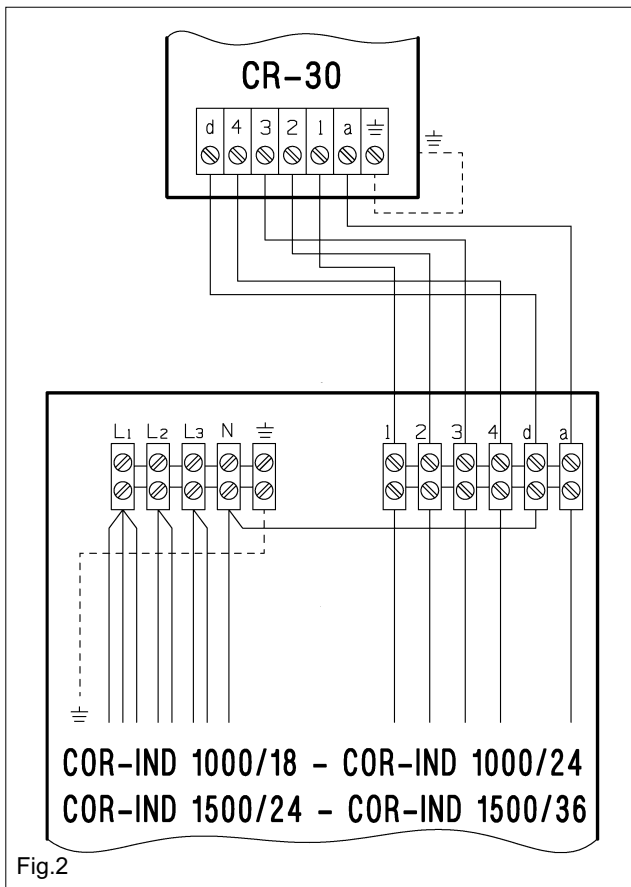 CR-30
d 4 3 2 1 a ⏚
⏚
L1 L2 L3 N ⏚ 1 2 3 4 d a
⏚
COR-IND 1000/18 - COR-IND 1000/24
COR-IND 1500/24 - COR-IND 1500/36
Fig.2